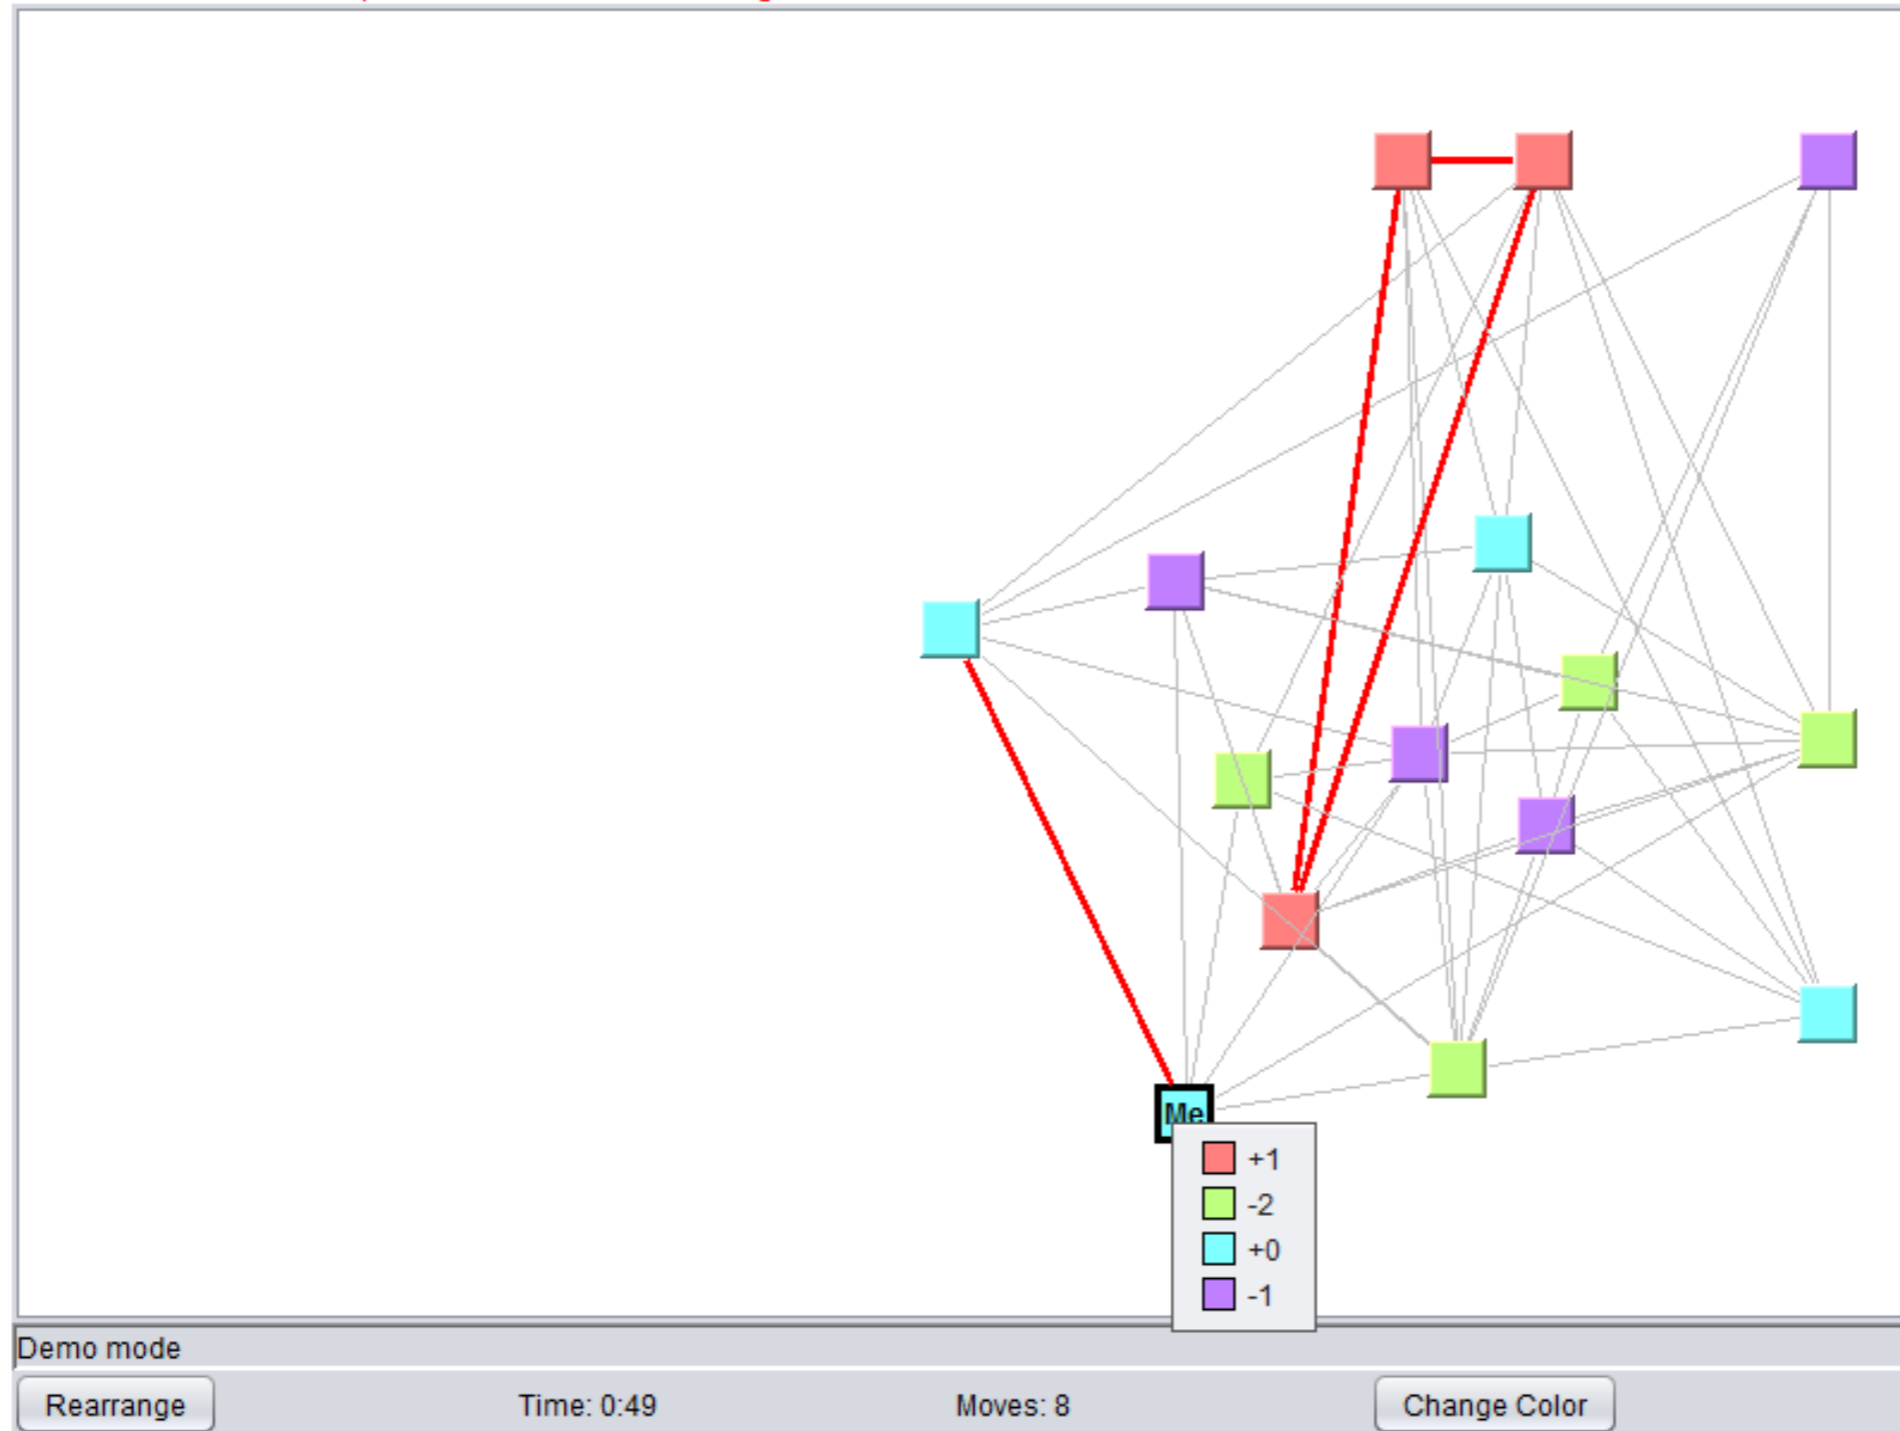 Me
+1
-2
+0
-1
Demo mode
Rearrange
Time: 0:49
Moves: 8
Change Color